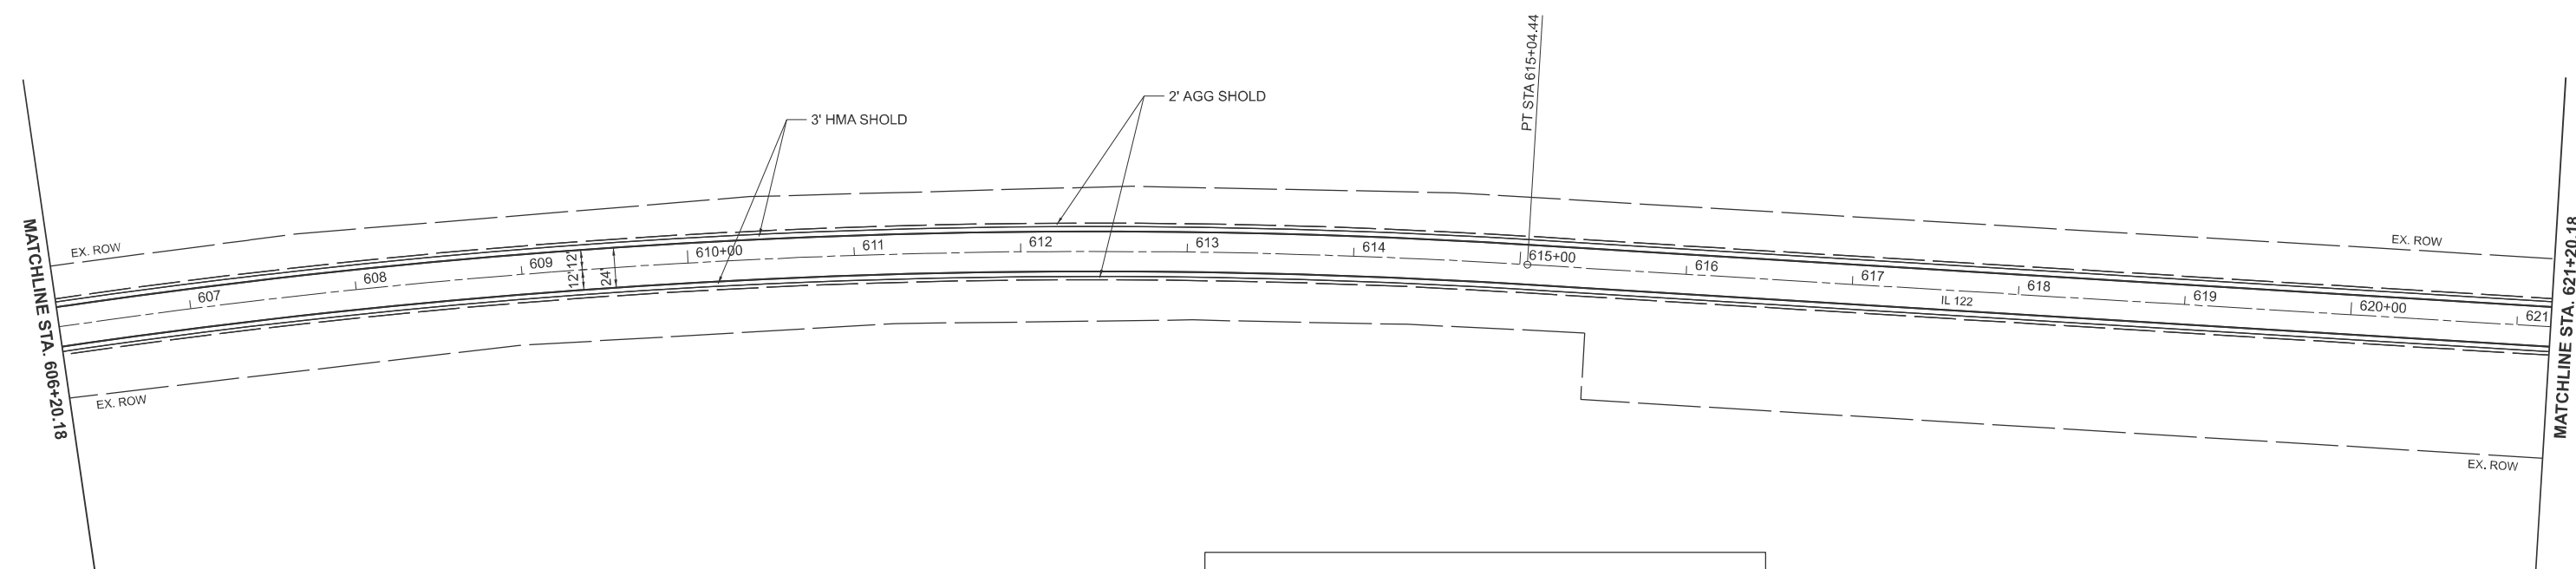 PT STA 615+04.44
2' AGG SHOLD
3' HMA SHOLD
MATCHLINE STA. 606+20.18
MATCHLINE STA. 621+20.18
EX. ROW
EX. ROW
607
608
609
12'
12'
24'
610+00
611
612
613
614
615+00
616
617
618
619
620+00
621
IL 122
EX. ROW
EX. ROW